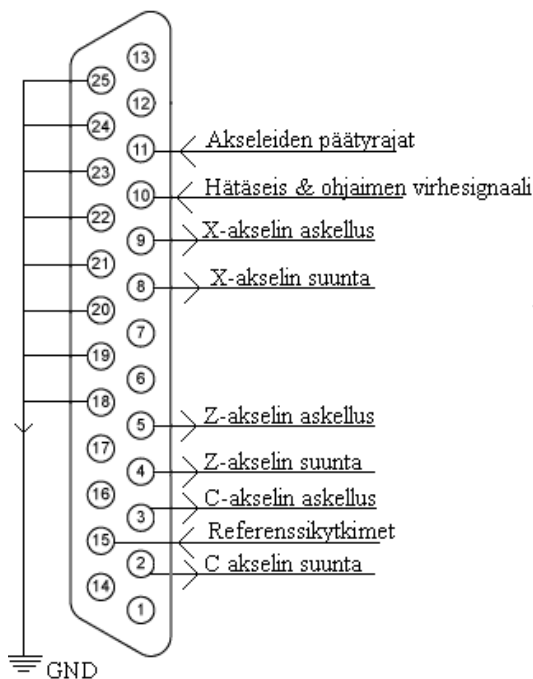 13
25
12
24
Akseleiden päätyrajat
11
23
Hätäseis & ohjaimen virhesignaali
10
22
X-akselin askellus
9
21
X-akselin suunta
8
20
7
19
6
18
Z-akselin askellus
5
17
Z-akselin suunta
4
16
C-akselin askellus
3
Referenssikytkimet
15
C akselin suunta
2
14
1
GND